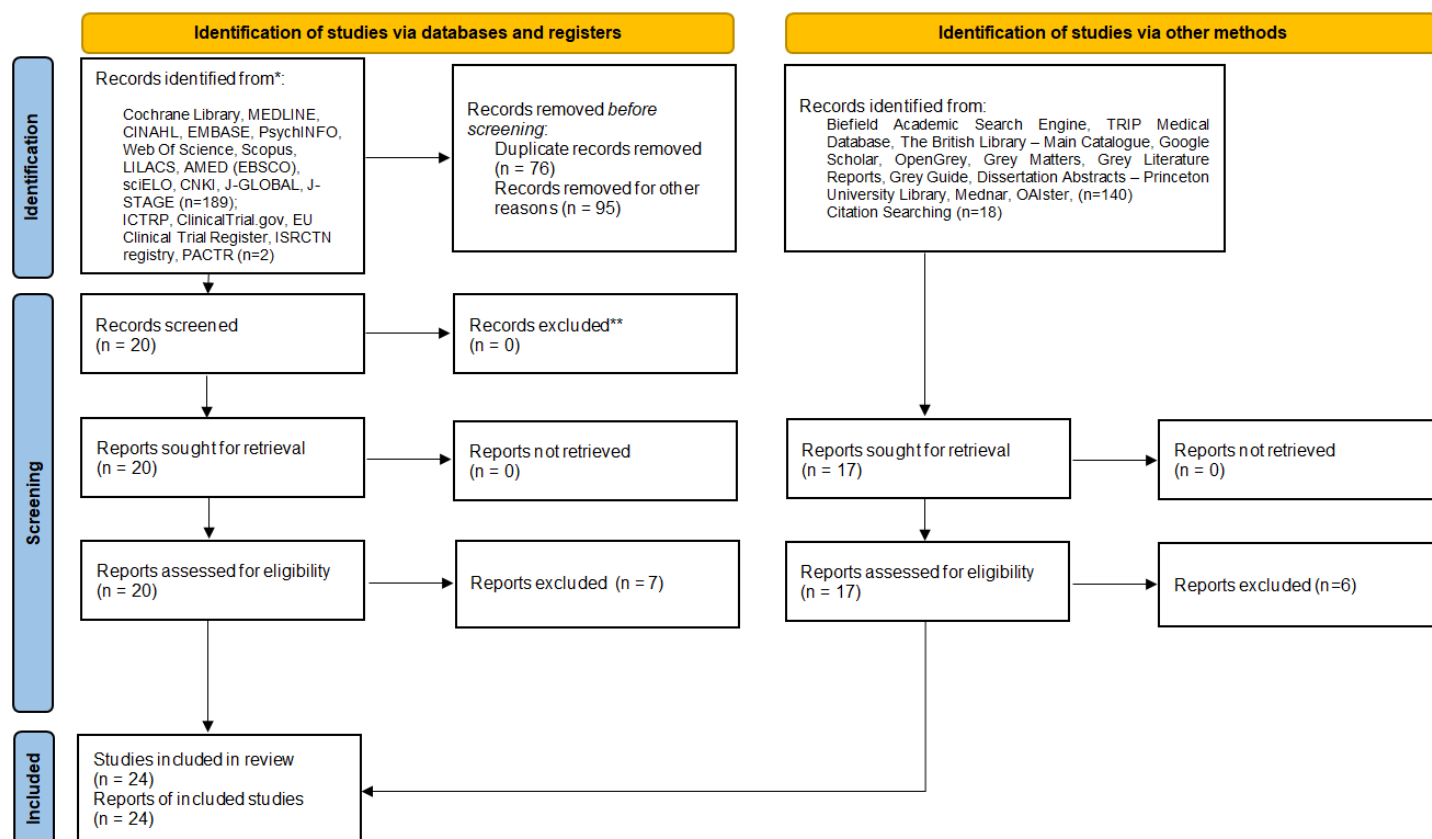 Identification of studies via databases and registers
Identification of studies via other methods
Identification
Records identified from*:
Cochrane Library, MEDLINE,
CINAHL, EMBASE, PsychINFO,
Web Of Science, Scopus,
LILACS, AMED (EBSCO),
sciELO, CNKI, J-GLOBAL, J-
STAGE (n=189);
ICTRP, ClinicalTrial.gov, EU
Clinical Trial Register, ISRCTN
registry, PACTR (n=2)
Records removed before
screening:
Duplicate records removed
(n = 76)
Records removed for other
reasons (n = 95)
Records identified from:
Biefield Academic Search Engine, TRIP Medical
Database, The British Library – Main Catalogue, Google
Scholar, OpenGrey, Grey Matters, Grey Literature
Reports, Grey Guide, Dissertation Abstracts – Princeton
University Library, Mednar, OAIster, (n=140)
Citation Searching (n=18)
Screening
Records screened
(n = 20)
Records excluded**
(n = 0)
Reports sought for retrieval
(n = 20)
Reports not retrieved
(n = 0)
Reports sought for retrieval
(n = 17)
Reports not retrieved
(n = 0)
Reports assessed for eligibility
(n = 20)
Reports excluded (n = 7)
Reports assessed for eligibility
(n = 17)
Reports excluded (n=6)
Included
Studies included in review
(n = 24)
Reports of included studies
(n = 24)